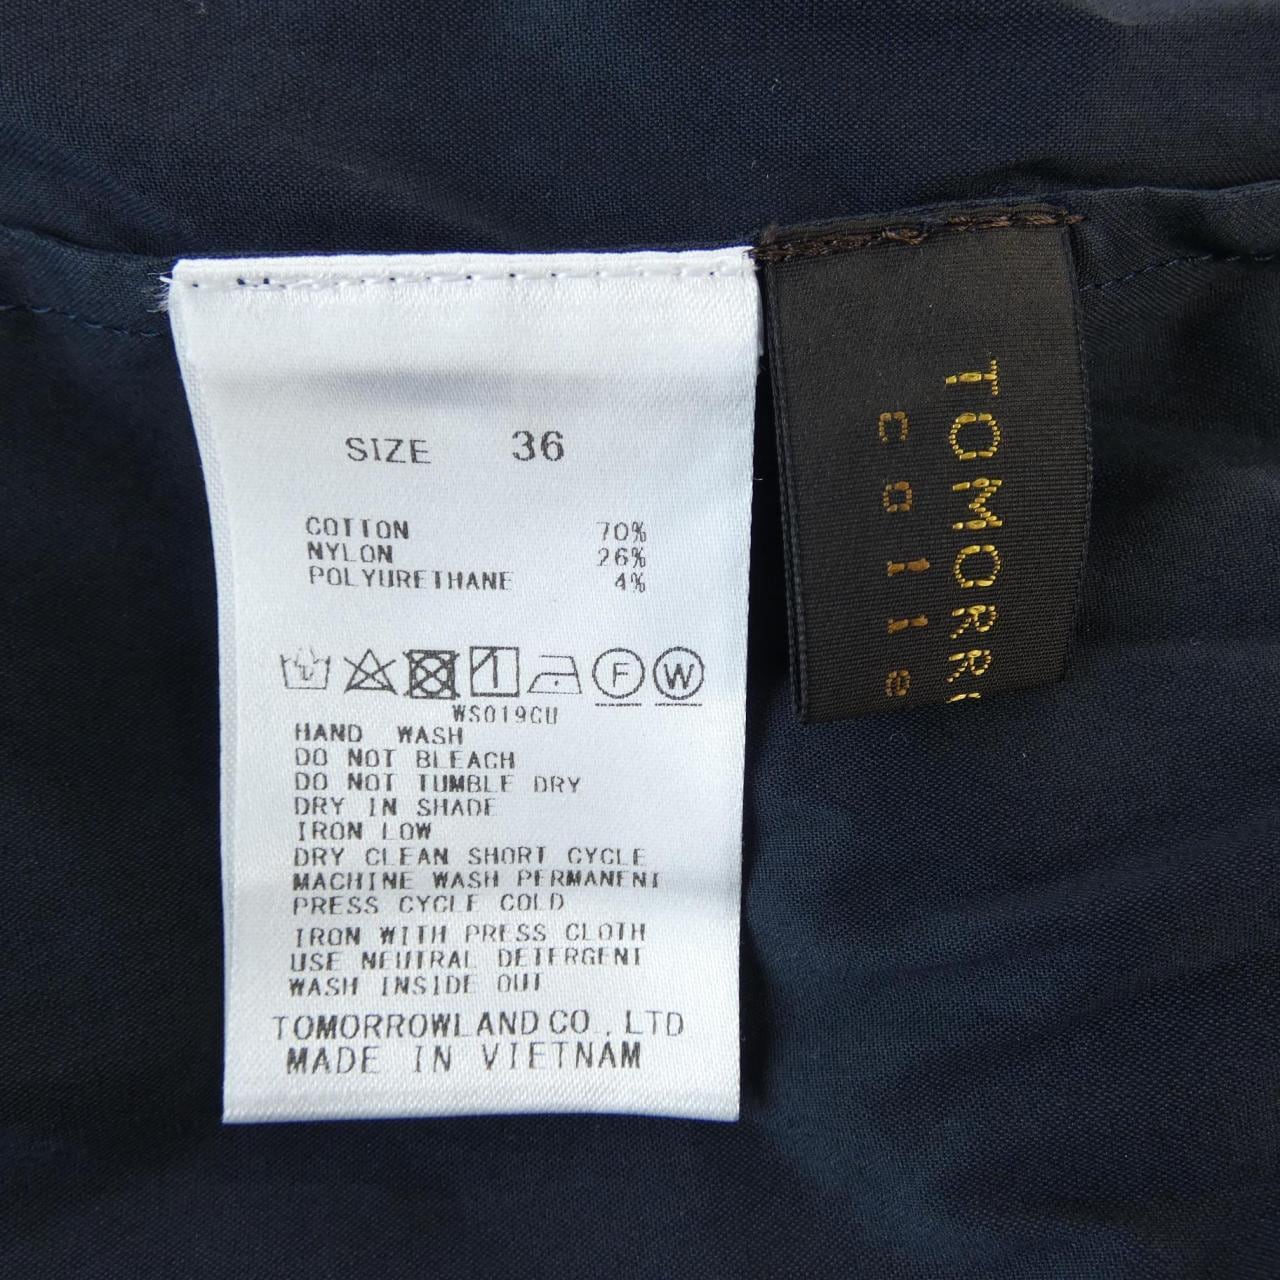 SIZE 36
COTTON 70%
NYLON 26%
POLYURETHANE 4%
F W
WS019CU
HAND WASH
DO NOT BLEACH
DO NOT TUMBLE DRY
DRY IN SHADE
IRON LOW
DRY CLEAN SHORT CYCLE
MACHINE WASH PERMANENT
PRESS CYCLE COLD
IRON WITH PRESS CLOTH
USE NEUTRAL DETERGENT
WASH INSIDE OUT
TOMORROWLAND CO., LTD
MADE IN VIETNAM
TOMORR
colle